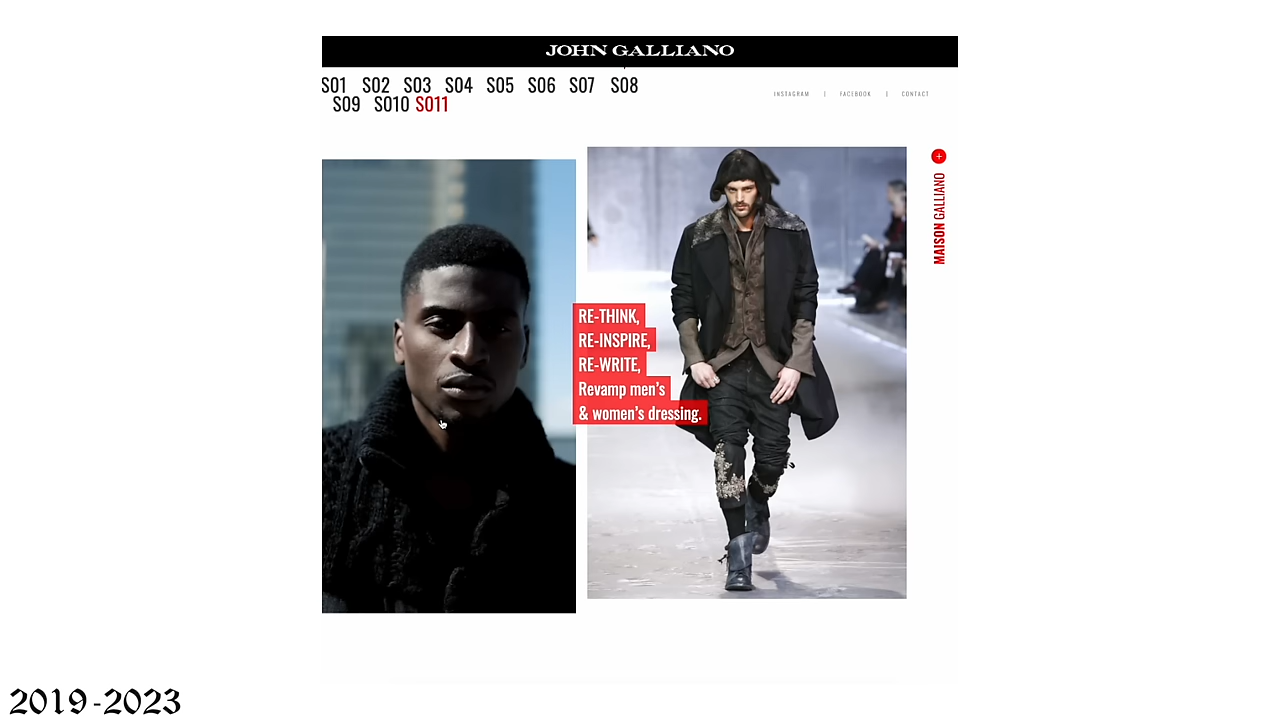 JOHN GALLIANO
S01 S02 S03 S04 S05 S06 S07 S08
S09 S010 S011
INSTAGRAM | FACEBOOK | CONTACT
MAISON GALLIANO
RE-THINK,
RE-INSPIRE,
RE-WRITE,
Revamp men's
& women's dressing.
2019-2023